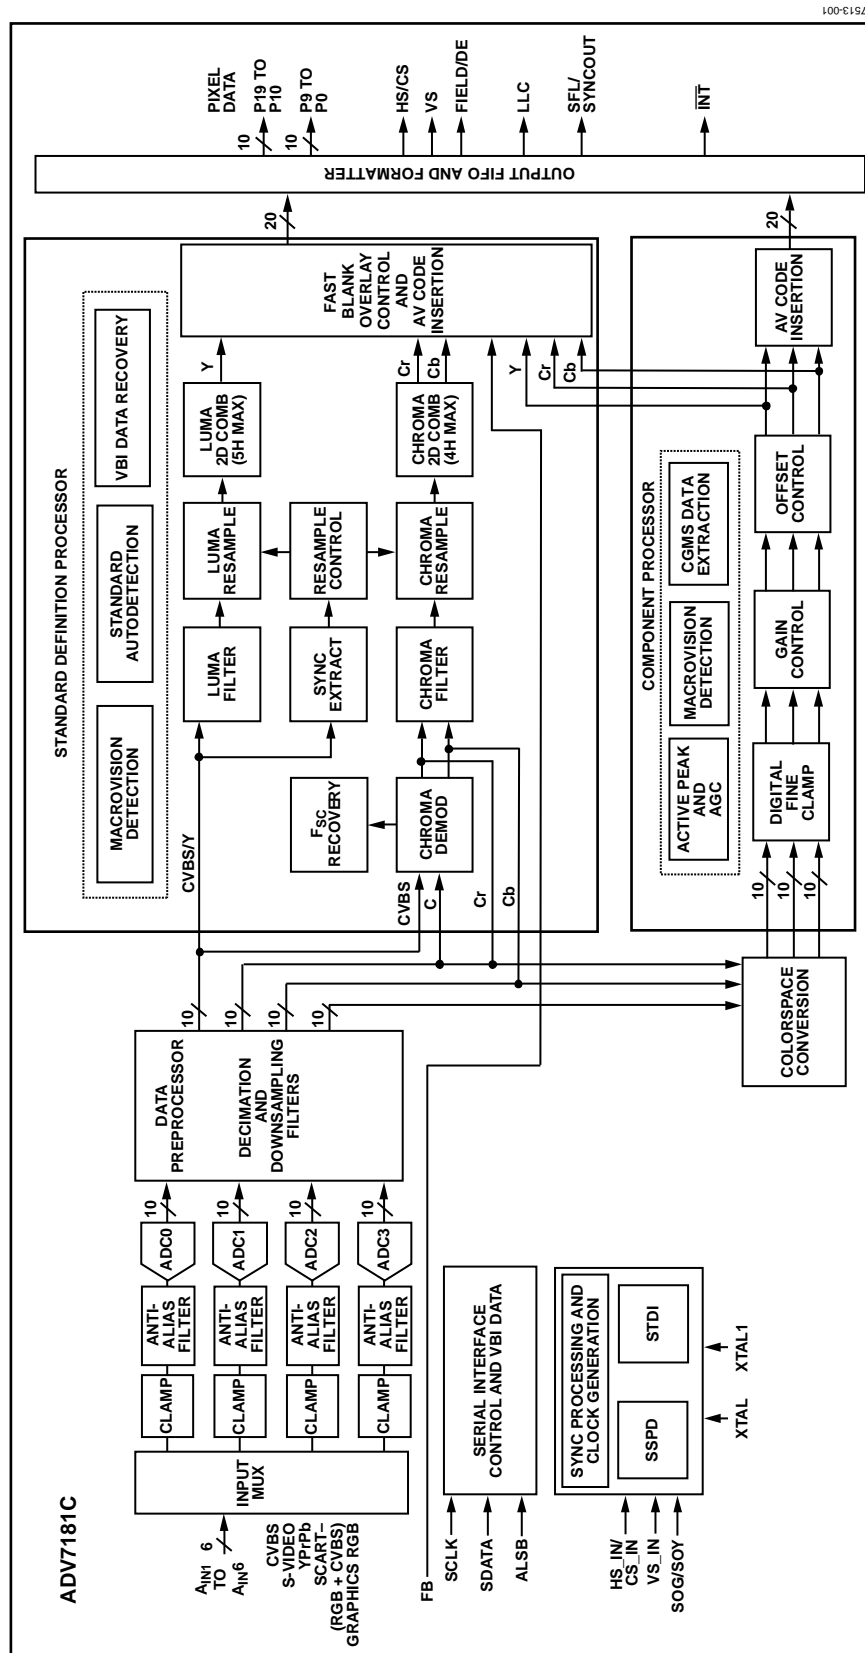 ADV7181C
AIN1
TO
AIN6
6
CVBS
S-VIDEO
YPrPb
SCART–
(RGB + CVBS)
GRAPHICS RGB
INPUT
MUX
CLAMP
ANTI-
ALIAS
FILTER
ADC0
10
CLAMP
ANTI-
ALIAS
FILTER
ADC1
10
CLAMP
ANTI-
ALIAS
FILTER
ADC2
10
CLAMP
ANTI-
ALIAS
FILTER
ADC3
10
DATA
PREPROCESSOR
DECIMATION
AND
DOWNSAMPLING
FILTERS
10
10
10
10
FB
SCLK
SDATA
ALSB
SERIAL INTERFACE
CONTROL AND VBI DATA
HS_IN/
CS_IN
VS_IN
SOG/SOY
SYNC PROCESSING AND
CLOCK GENERATION
SSPD
STDI
XTAL
XTAL1
COLORSPACE
CONVERSION
STANDARD DEFINITION PROCESSOR
MACROVISION
DETECTION
STANDARD
AUTODETECTION
VBI DATA RECOVERY
CVBS/Y
LUMA
FILTER
LUMA
RESAMPLE
LUMA
2D COMB
(5H MAX)
Y
FSC
RECOVERY
SYNC
EXTRACT
RESAMPLE
CONTROL
CVBS
C
CHROMA
DEMOD
CHROMA
FILTER
CHROMA
RESAMPLE
CHROMA
2D COMB
(4H MAX)
Cr
Cb
Cr
Cb
Y
Cr
Cb
FAST
BLANK
OVERLAY
CONTROL
AND
AV CODE
INSERTION
20
COMPONENT PROCESSOR
ACTIVE PEAK
AND
AGC
MACROVISION
DETECTION
CGMS DATA
EXTRACTION
10
10
10
DIGITAL
FINE
CLAMP
GAIN
CONTROL
OFFSET
CONTROL
AV CODE
INSERTION
20
OUTPUT FIFO AND FORMATTER
PIXEL
DATA
10
P19 TO
P10
10
P9 TO
P0
HS/CS
VS
FIELD/DE
LLC
SFL/
SYNCOUT
INT